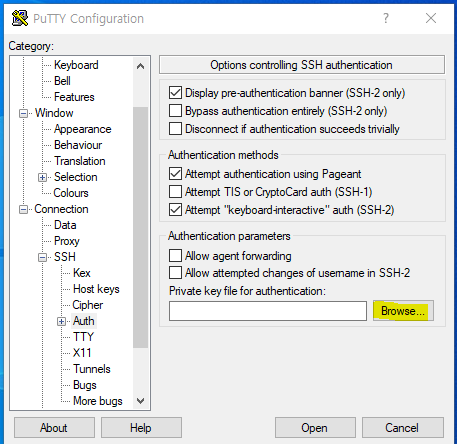 PuTTY Configuration
Category:
Keyboard
Bell
Features
Window
Appearance
Behaviour
Translation
Selection
Colours
Connection
Data
Proxy
SSH
Kex
Host keys
Cipher
Auth
TTY
X11
Tunnels
Bugs
More bugs
Options controlling SSH authentication
Display pre-authentication banner (SSH-2 only)
Bypass authentication entirely (SSH-2 only)
Disconnect if authentication succeeds trivially
Authentication methods
Attempt authentication using Pageant
Attempt TIS or CryptoCard auth (SSH-1)
Attempt "keyboard-interactive" auth (SSH-2)
Authentication parameters
Allow agent forwarding
Allow attempted changes of username in SSH-2
Private key file for authentication:
Browse...
About
Help
Open
Cancel